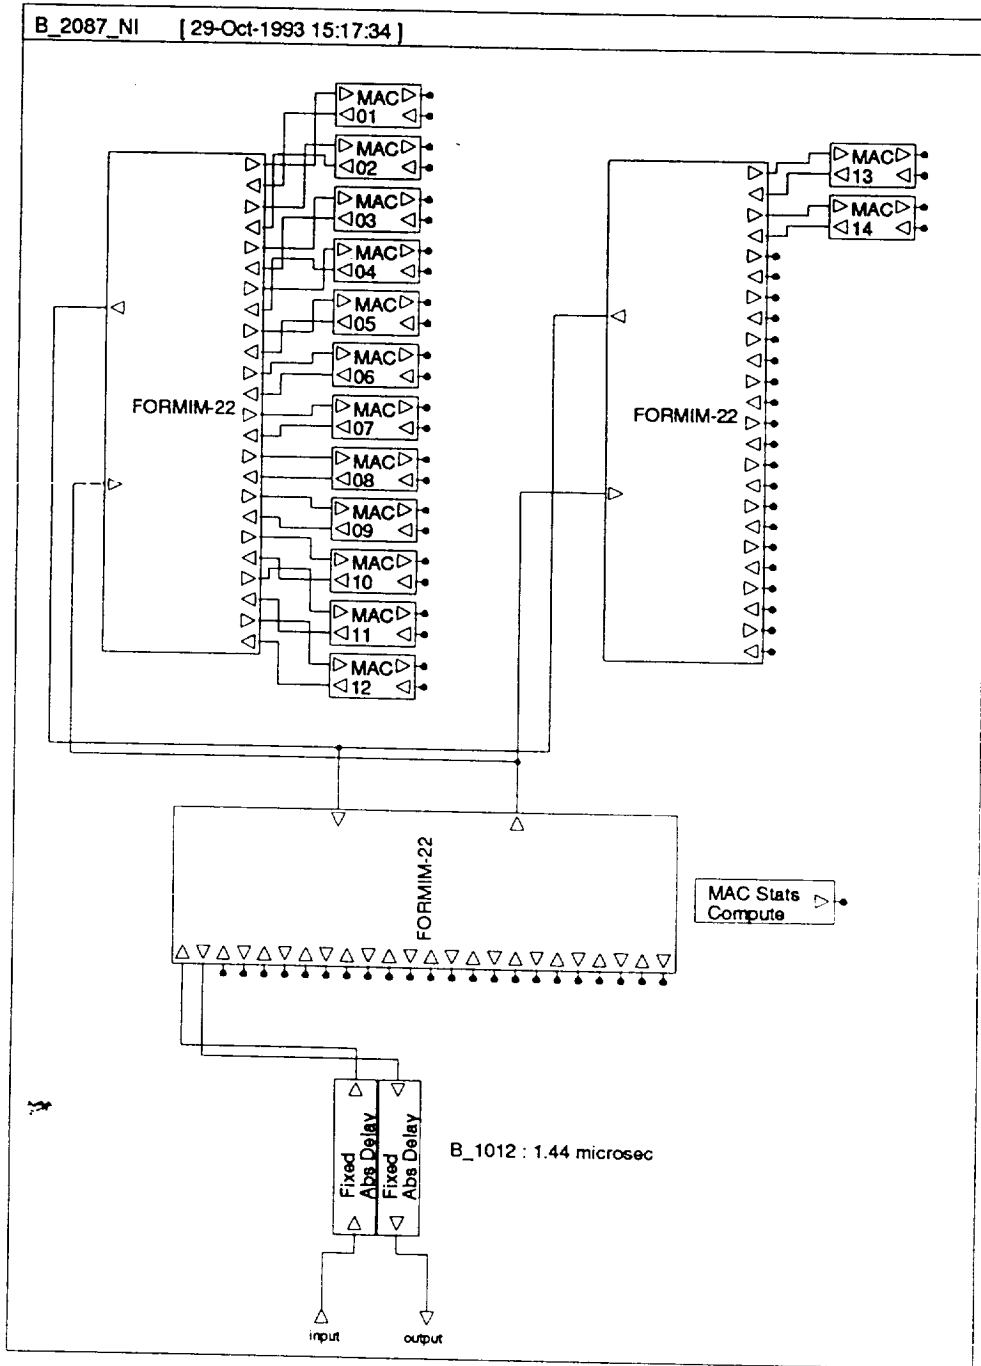 B_2087_NI [ 29-Oct-1993 15:17:34 ]
MAC
01
MAC
02
MAC
03
MAC
04
MAC
05
MAC
06
MAC
07
MAC
08
MAC
09
MAC
10
MAC
11
MAC
12
FORMIM-22
MAC
13
MAC
14
FORMIM-22
FORMIM-22
MAC Stats
Compute
Fixed
Abs Delay
Fixed
Abs Delay
B_1012 : 1.44 microsec
input
output